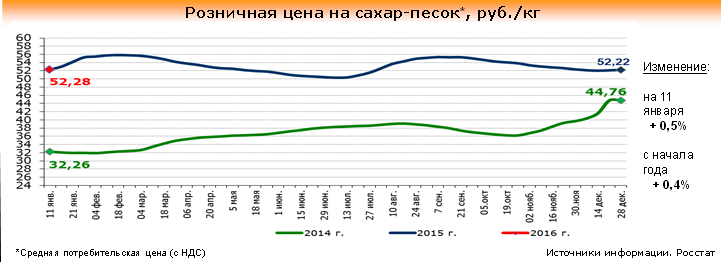 Розничная цена на сахар-песок*, руб./кг
60
58
56
54
52
50
48
46
44
42
40
38
36
34
32
30
28
26
24
52,28
32,26
52,22
44,76
11 янв.
21 янв.
04 фев.
18 фев.
04 мар.
18 мар.
06 апр.
20 апр.
5 мая
18 мая
1 июн.
15 июн.
29 июн.
13 июл.
27 июл.
10 авг.
24 авг.
7 сен.
21 сен.
05.окт
19.окт
02 нояб.
16 нояб.
30.ноя
14 дек.
28 дек.
2014 г.
2015 г.
2016 г.
Изменение:
на 11
января
+ 0,5%
с начала
года
+ 0,4%
*Средняя потребительская цена (с НДС)
Источники информации. Росстат